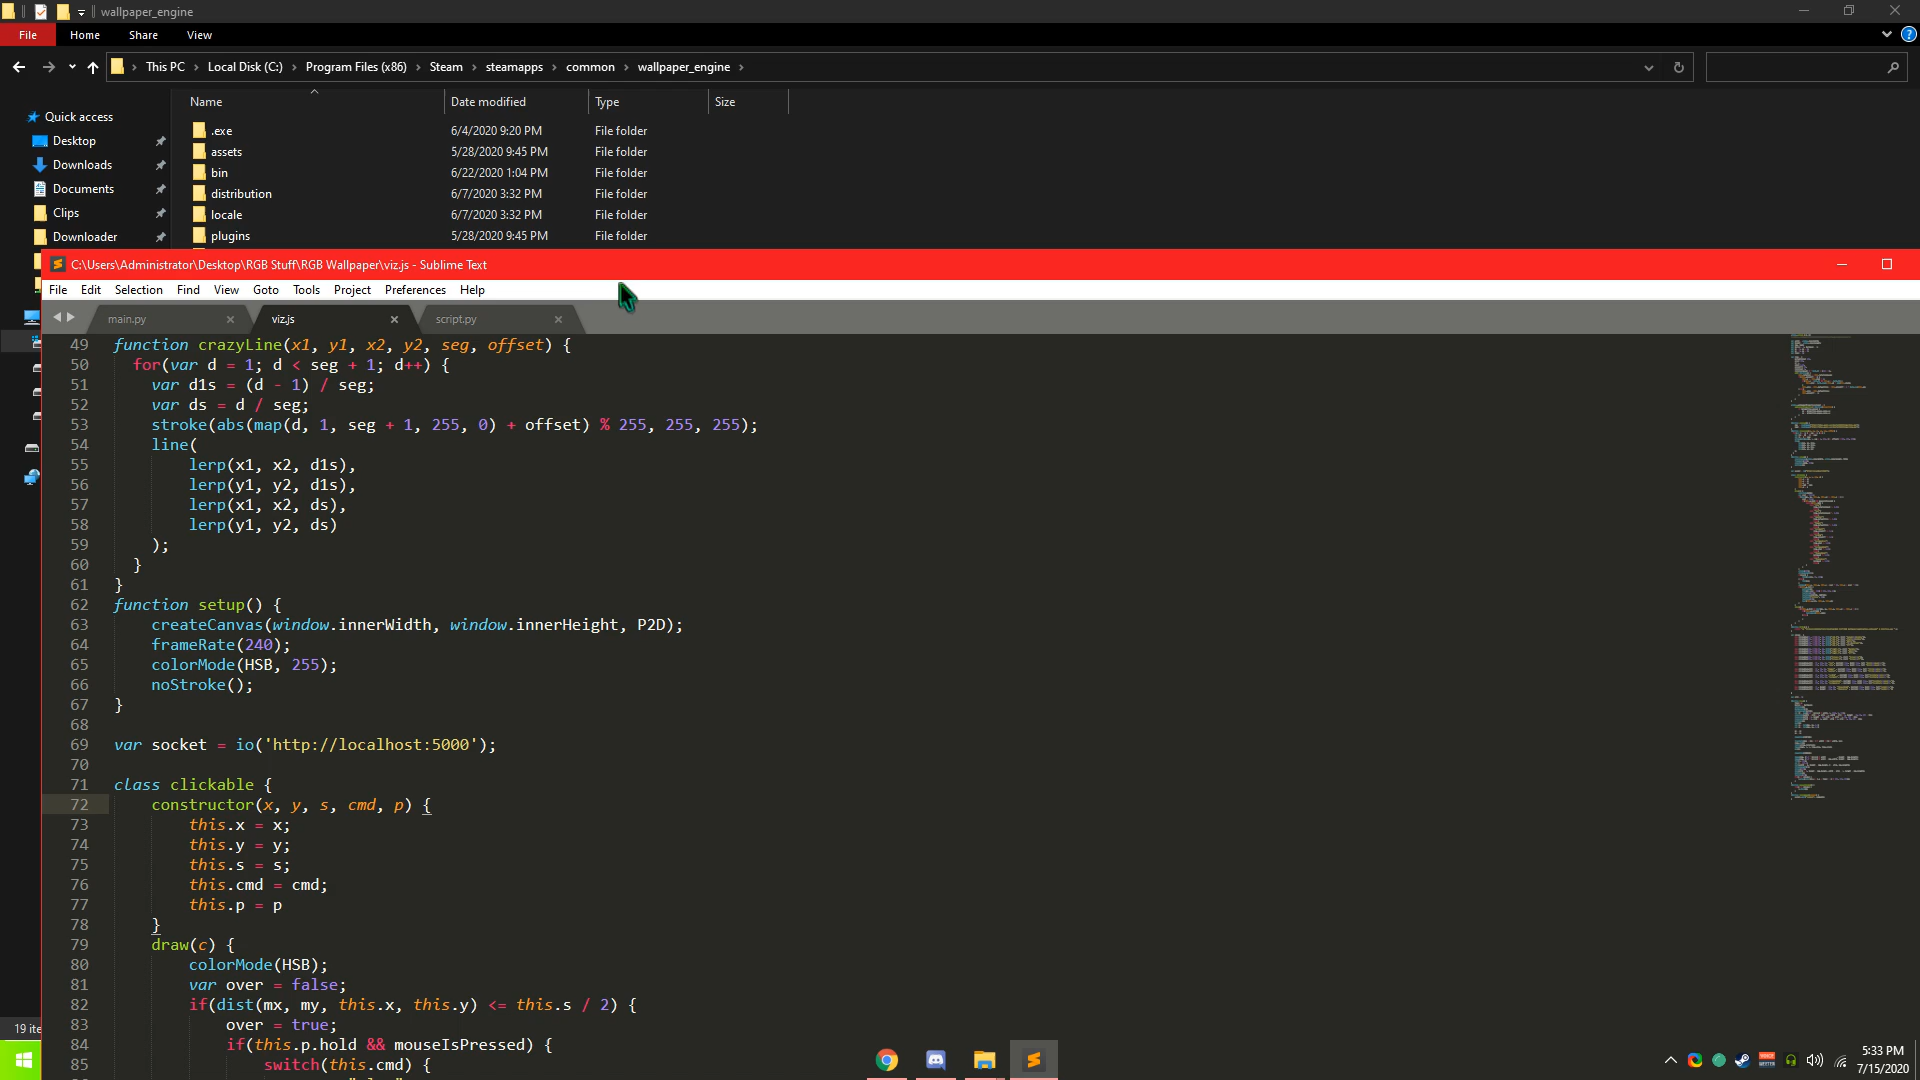 wallpaper_engine
File Home Share View
This PC Local Disk (C:) Program Files (x86) Steam steamapps common wallpaper_engine
Name Date modified Type Size
Quick access
Desktop
Downloads
Documents
Clips
Downloader
.exe 6/4/2020 9:20 PM File folder
assets 5/28/2020 9:45 PM File folder
bin 6/22/2020 1:04 PM File folder
distribution 6/7/2020 3:32 PM File folder
locale 6/7/2020 3:32 PM File folder
plugins 5/28/2020 9:45 PM File folder
C:\Users\Administrator\Desktop\RGB Stuff\RGB Wallpaper\viz.js - Sublime Text
File Edit Selection Find View Goto Tools Project Preferences Help
main.py viz.js script.py
49 function crazyLine(x1, y1, x2, y2, seg, offset) {
50 for(var d = 1; d < seg + 1; d++) {
51 var d1s = (d - 1) / seg;
52 var ds = d / seg;
53 stroke(abs(map(d, 1, seg + 1, 255, 0) + offset) % 255, 255, 255);
54 line(
55 lerp(x1, x2, d1s),
56 lerp(y1, y2, d1s),
57 lerp(x1, x2, ds),
58 lerp(y1, y2, ds)
59 );
60 }
61 }
62 function setup() {
63 createCanvas(window.innerWidth, window.innerHeight, P2D);
64 frameRate(240);
65 colorMode(HSB, 255);
66 noStroke();
67 }
68
69 var socket = io('http://localhost:5000');
70
71 class clickable {
72 constructor(x, y, s, cmd, p) {
73 this.x = x;
74 this.y = y;
75 this.s = s;
76 this.cmd = cmd;
77 this.p = p
78 }
79 draw(c) {
80 colorMode(HSB);
81 var over = false;
82 if(dist(mx, my, this.x, this.y) <= this.s / 2) {
83 over = true;
84 if(this.p.hold && mouseIsPressed) {
85 switch(this.cmd) {
19 ite
5:33 PM
7/15/2020